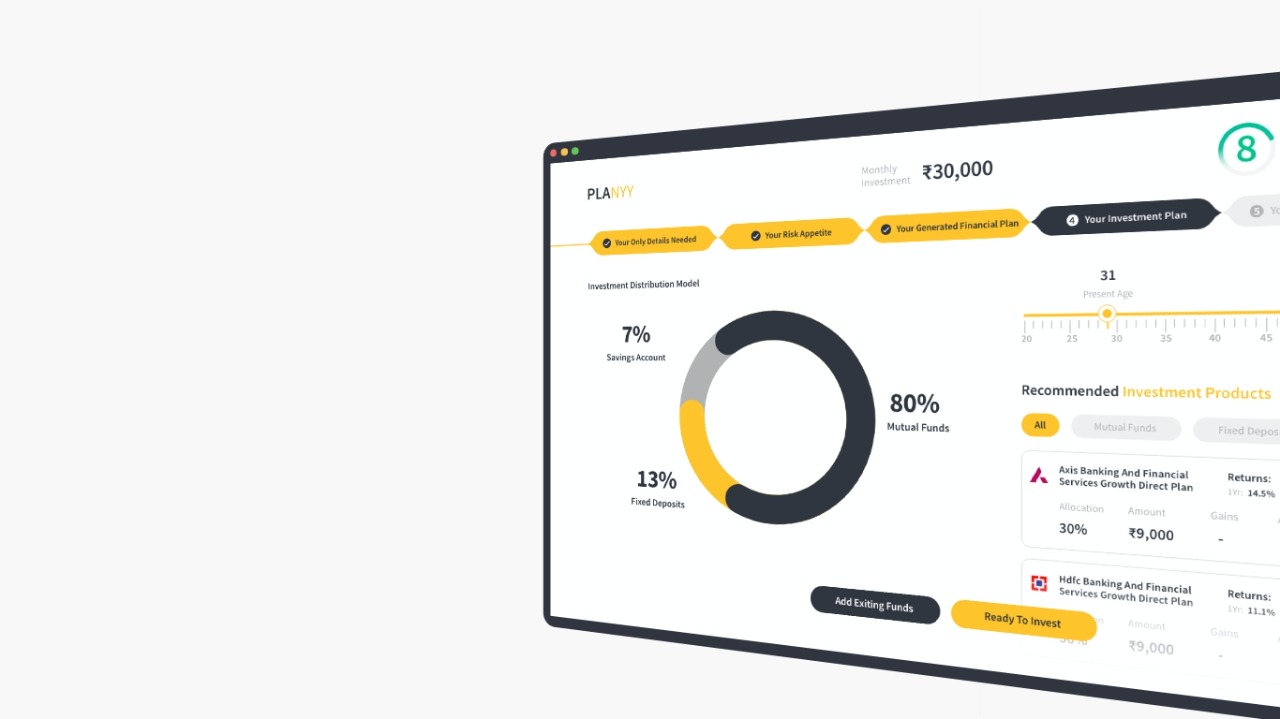 PLANYY
Monthly
Investment
₹30,000
8
Your Only Details Needed
Your Risk Appetite
Your Generated Financial Plan
4 Your Investment Plan
5
Investment Distribution Model
7%
Savings Account
80%
Mutual Funds
13%
Fixed Deposits
31
Present Age
20 25 30 35 40 45
Recommended Investment Products
All
Mutual Funds
Fixed Depos
Axis Banking And Financial
Services Growth Direct Plan
Returns:
1Yr: 14.5%
Allocation
Amount
Gains
30%
₹9,000
-
Hdfc Banking And Financial
Services Growth Direct Plan
Returns:
1Yr: 11.1%
Amount
Gains
₹9,000
-
Add Exiting Funds
Ready To Invest